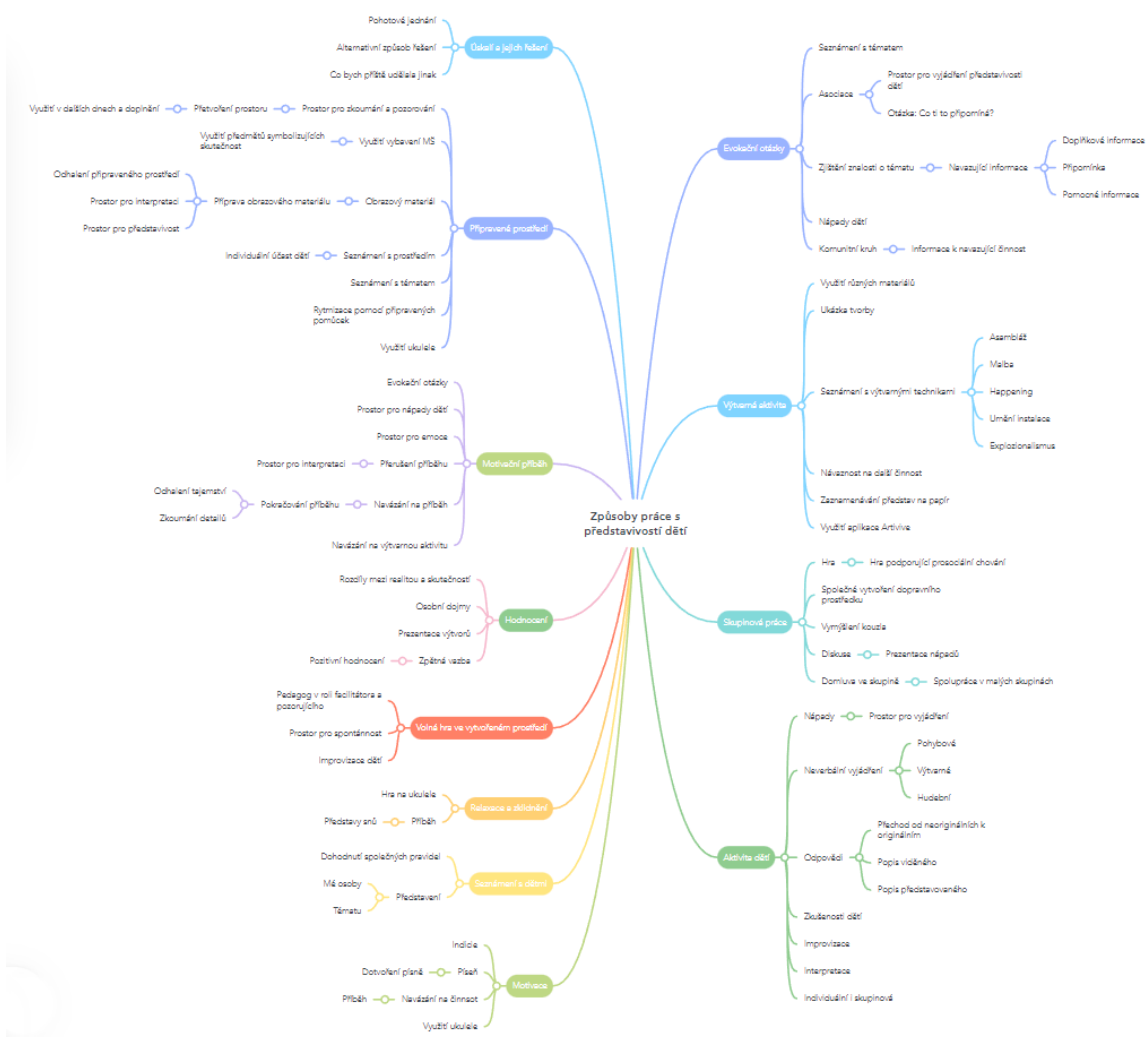 Způsoby práce s
představivostí dětí
Úskalí a jejich řešení
Pohotové jednání
Alternativní způsob řešení
Co bych příště udělala jinak
Připravené prostředí
Prostor pro zkoumání a pozorování
Přetvoření prostoru
Využití v dalších dnech a doplnění
Využití vybavení MŠ
Využití předmětů symbolizujících
skutečnost
Obrazový materiál
Příprava obrazového materiálu
Odhalení připraveného prostředí
Prostor pro interpretaci
Prostor pro představivost
Seznámení s prostředím
Individuální účast dětí
Seznámení s tématem
Rytmizace pomocí připravených
pomůcek
Využití ukulele
Motivační příběh
Evokační otázky
Prostor pro nápady dětí
Prostor pro emoce
Přerušení příběhu
Prostor pro interpretaci
Navázání na příběh
Pokračování příběhu
Odhalení tajemství
Zkoumání detailů
Navázání na výtvarnou aktivitu
Hodnocení
Rozdíly mezi realitou a skutečností
Osobní dojmy
Prezentace výtvorů
Zpětná vazba
Pozitivní hodnocení
Volná hra ve vytvořeném prostředí
Pedagog v roli facilitátora a
pozorujícího
Prostor pro spontánnost
Improvizace dětí
Relaxace a zklidnění
Hra na ukulele
Příběh
Představy snů
Seznámení s dětmi
Dohodnutí společných pravidel
Představení
Mé osoby
Tématu
Motivace
Indicie
Píseň
Dotvoření písně
Navázání na činnsot
Příběh
Využití ukulele
Evokační otázky
Seznámení s tématem
Asociace
Prostor pro vyjádření představivosti
dětí
Otázka: Co ti to připomíná?
Zjištění znalostí o tématu
Navazující informace
Doplňkové informace
Připomínka
Pomocné informace
Nápady dětí
Komunitní kruh
Informace k navazující činnost
Výtvarná aktivita
Využití různých materiálů
Ukázka tvorby
Seznámení s výtvarnými technikami
Asambláž
Malba
Happening
Umění instalace
Explozionalismus
Návaznost na další činnost
Zaznamenávání představ na papír
Využití aplikace Artivive
Skupinová práce
Hra
Hra podporující prosociální chování
Společné vytvoření dopravního
prostředku
Vymýšlení kouzla
Diskuse
Prezentace nápadů
Domluva ve skupině
Spolupráce v malých skupinách
Aktivita dětí
Nápady
Prostor pro vyjádření
Neverbální vyjádření
Pohybové
Výtvarné
Hudební
Odpovědi
Přechod od neoriginálních k
originálním
Popis viděného
Popis představovaného
Zkušenosti dětí
Improvizace
Interpretace
Individuální i skupinová